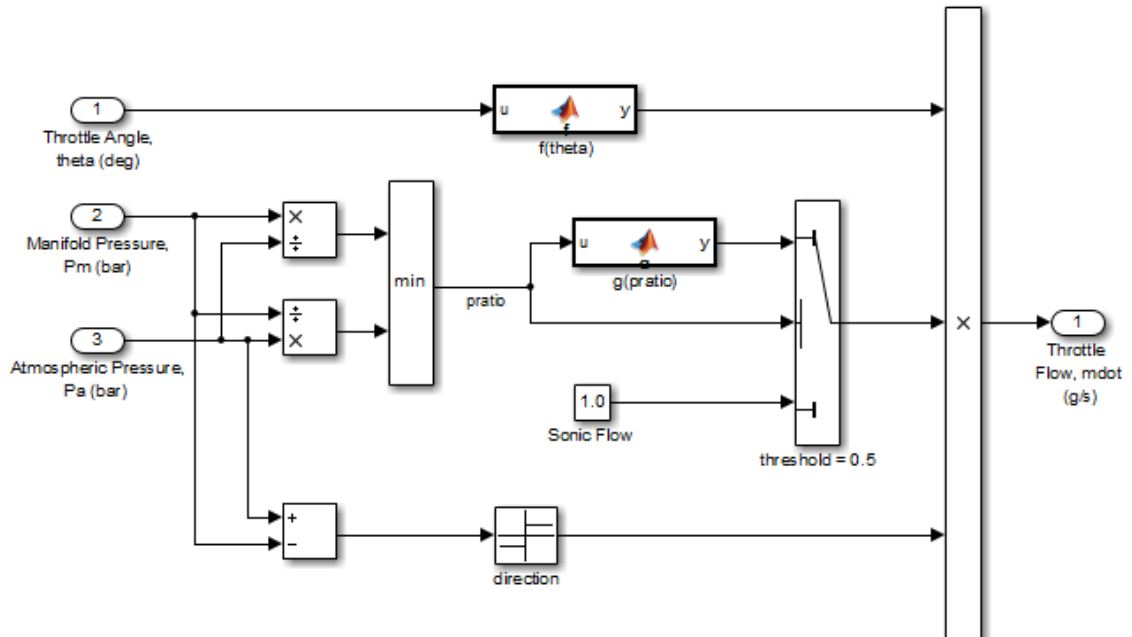 1
Throttle Angle,
theta (deg)
u
f
y
f(theta)
2
Manifold Pressure,
Pm (bar)
×
÷
÷
×
min
pratio
u
y
g(pratio)
3
Atmospheric Pressure,
Pa (bar)
1.0
Sonic Flow
threshold = 0.5
+
−
direction
×
1
Throttle
Flow, mdot
(g/s)